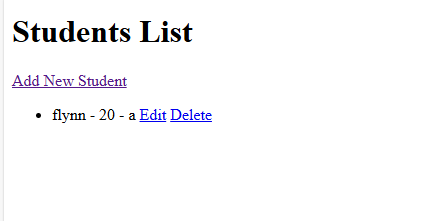 Students List
Add New Student
• flynn - 20 - a Edit Delete